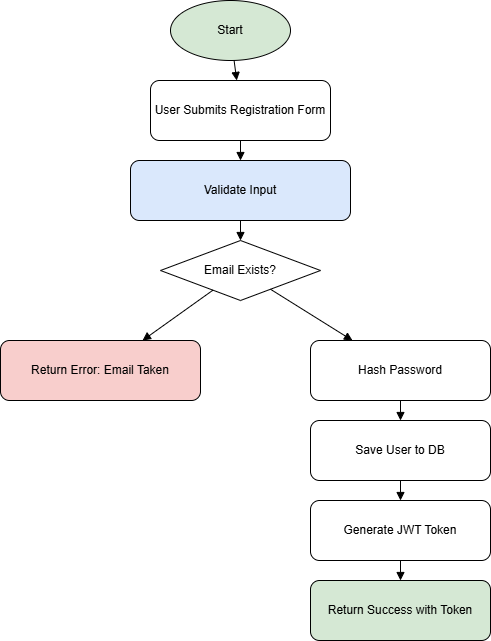 Start
User Submits Registration Form
Validate Input
Email Exists?
Return Error: Email Taken
Hash Password
Save User to DB
Generate JWT Token
Return Success with Token